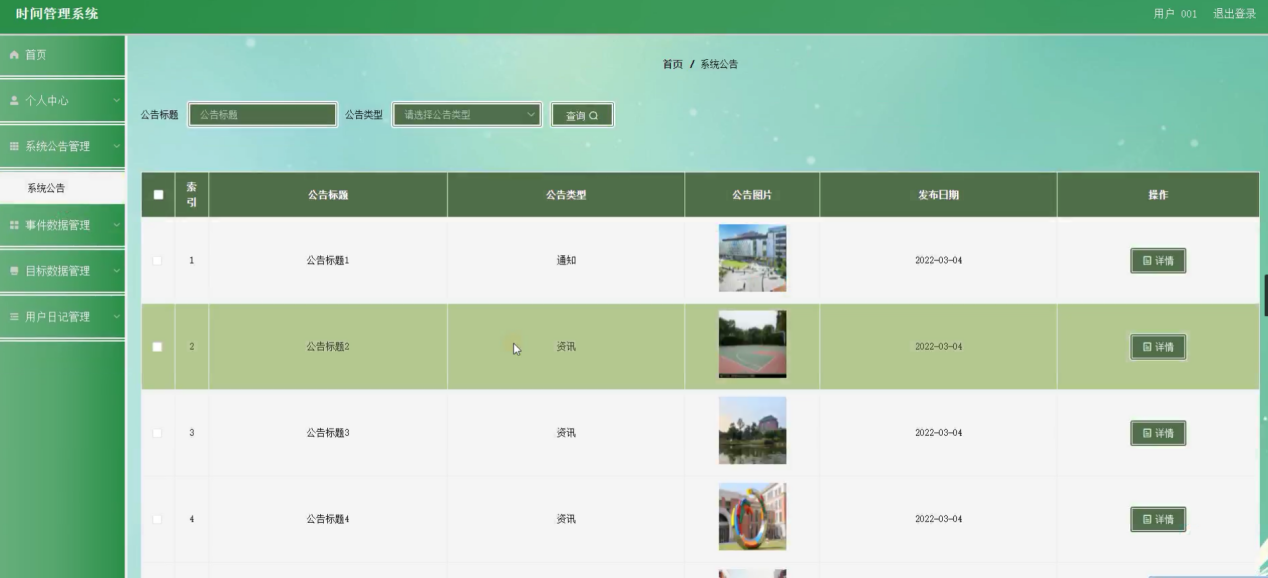 时间管理系统
用户 001 退出登录
首页
个人中心
系统公告管理
系统公告
事件数据管理
目标数据管理
用户日记管理
首页 / 系统公告
公告标题 公告标题 公告类型 请选择公告类型 查询
索引 公告标题 公告类型 公告图片 发布日期 操作
1 公告标题1 通知 2022-03-04 详情
2 公告标题2 资讯 2022-03-04 详情
3 公告标题3 资讯 2022-03-04 详情
4 公告标题4 资讯 2022-03-04 详情